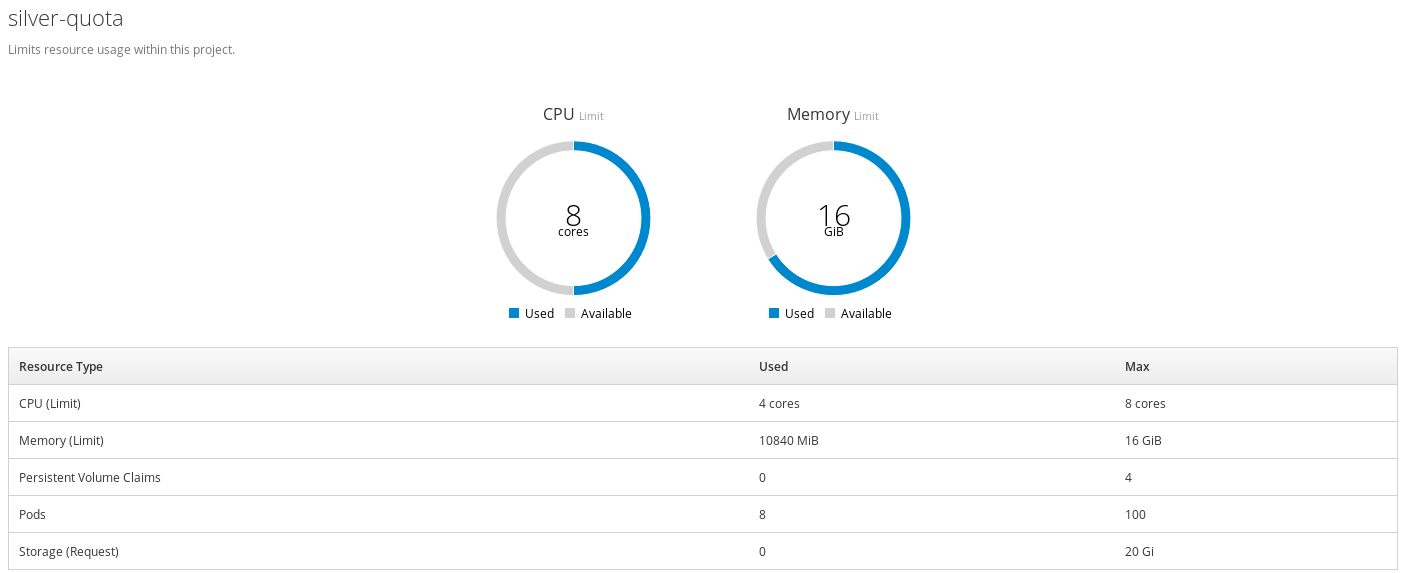 silver-quota
Limits resource usage within this project.
CPU Limit
Memory Limit
8
cores
16
GiB
Used Available
Used Available
Resource Type Used Max
CPU (Limit) 4 cores 8 cores
Memory (Limit) 10840 MiB 16 GiB
Persistent Volume Claims 0 4
Pods 8 100
Storage (Request) 0 20 Gi